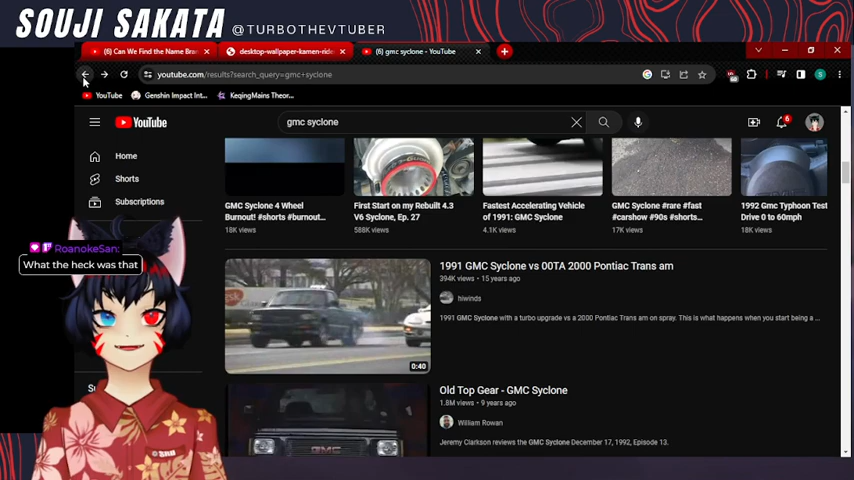 SOUJI SAKATA @TURBOTHEVTUBER
(6) Can We Find the Name Bran
desktop-wallpaper-kamen-rider
(6) gmc syclone - YouTube
youtube.com/results?search_query=gmc+syclone
YouTube
Genshin Impact Int...
KeqingMains Theor...
YouTube
gmc syclone
6
Home
Shorts
Subscriptions
GMC Syclone 4 Wheel
Burnout! #shorts #burnout...
18K views
First Start on my Rebuilt 4.3
V6 Syclone, Ep. 27
588K views
Fastest Accelerating Vehicle
of 1991: GMC Syclone
4.1K views
GMC Syclone #rare #fast
#carshow #90s #shorts...
17K views
1992 Gmc Typhoon Test
Drive 0 to 60mph
18K views
RoanokeSan:
What the heck was that
1991 GMC Syclone vs 00TA 2000 Pontiac Trans am
394K views • 15 years ago
hiwinds
1991 GMC Syclone with a turbo upgrade vs a 2000 Pontiac Trans am on spray. This is what happens when you start being a ...
0:40
Old Top Gear - GMC Syclone
1.8M views • 9 years ago
William Rowan
Jeremy Clarkson reviews the GMC Syclone December 17, 1992, Episode 13.
GMC